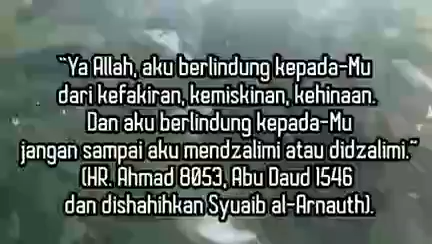 “Ya Allah, aku berlindung kepada-Mu
dari kefakiran, kemiskinan, kehinaan.
Dan aku berlindung kepada-Mu
jangan sampai aku mendzalimi atau didzalimi.”
(HR. Ahmad 8053, Abu Daud 1546
dan dishahihkan Syuaib al-Arnauth).